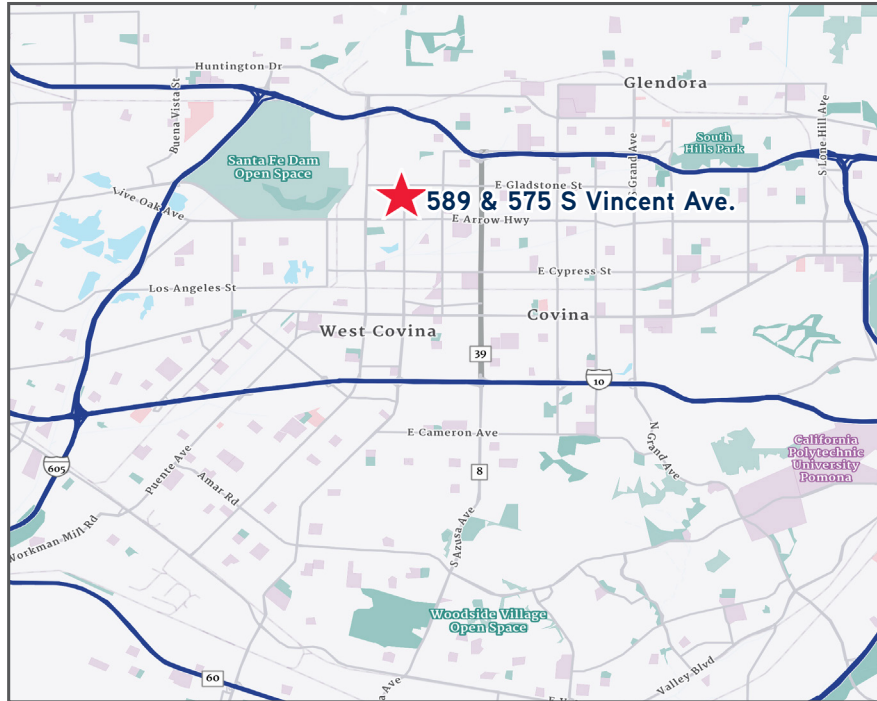 Huntington Dr
Glendora
Buena Vista St
S Lone Hill Ave
S Grand Ave
South
Hills Park
Santa Fe Dam
Open Space
E Gladstone St
Live Oak Ave
589 & 575 S Vincent Ave.
E Arrow Hwy
E Cypress St
Los Angeles St
Covina
West Covina
39
10
E Cameron Ave
N Grand Ave
California
Polytechnic
University
Pomona
605
Puente Ave
8
Amar Rd
Workman Mill Rd
S Azusa Ave
Woodside Village
Open Space
Valley Blvd
60
Ave